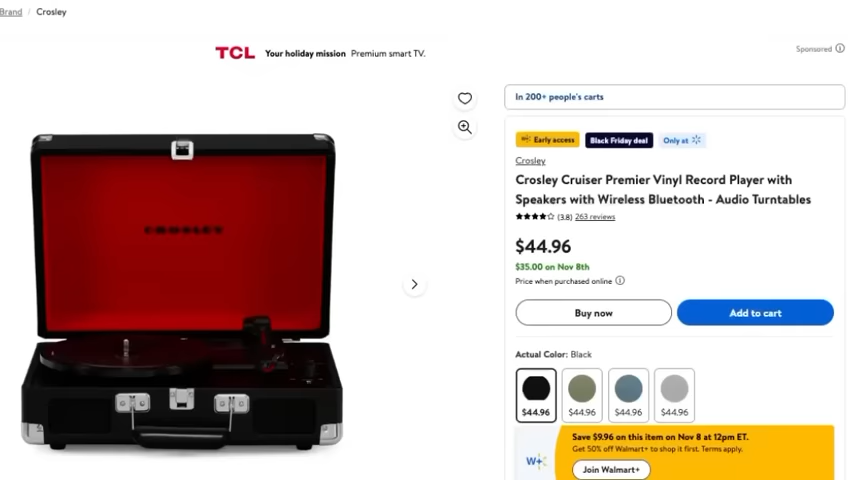 Brand / Crosley
TCL Your holiday mission Premium smart TV.
Sponsored
In 200+ people's carts
Early access Black Friday deal Only at
Crosley
Crosley Cruiser Premier Vinyl Record Player with
Speakers with Wireless Bluetooth - Audio Turntables
(3.8) 263 reviews
$44.96
$35.00 on Nov 8th
Price when purchased online
Buy now Add to cart
Actual Color: Black
$44.96 $44.96 $44.96 $44.96
Save $9.96 on this item on Nov 8 at 12pm ET.
Get 50% off Walmart+ to shop it first. Terms apply.
W+
Join Walmart+
CROSLEY